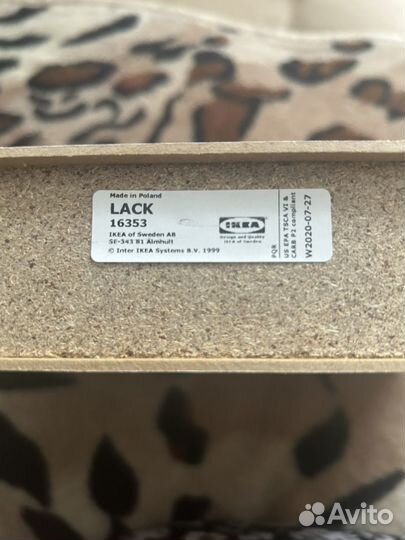 Made in Poland
LACK
16353
IKEA of Sweden AB
SE-343 81 Älmhult
© Inter IKEA Systems B.V. 1999
IKEA
Design and Quality
IKEA of Sweden
PQR
US EPA TSCA VI &
CARB P2 compliant
W2020-07-27
Avito